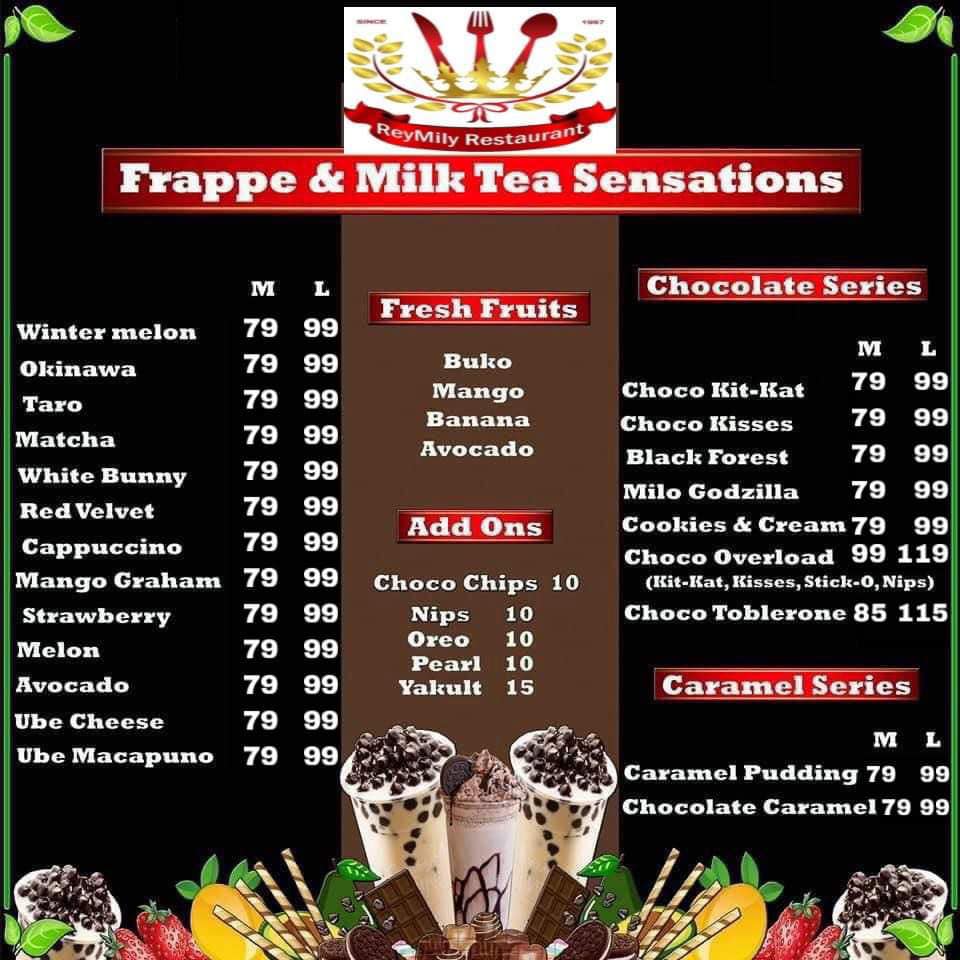 SINCE 1987
ReyMily Restaurant
Frappe & Milk Tea Sensations
M L
Winter melon 79 99
Okinawa 79 99
Taro 79 99
Matcha 79 99
White Bunny 79 99
Red Velvet 79 99
Cappuccino 79 99
Mango Graham 79 99
Strawberry 79 99
Melon 79 99
Avocado 79 99
Ube Cheese 79 99
Ube Macapuno 79 99
Fresh Fruits
Buko
Mango
Banana
Avocado
Add Ons
Choco Chips 10
Nips 10
Oreo 10
Pearl 10
Yakult 15
Chocolate Series
M L
Choco Kit-Kat 79 99
Choco Kisses 79 99
Black Forest 79 99
Milo Godzilla 79 99
Cookies & Cream 79 99
Choco Overload 99 119
(Kit-Kat, Kisses, Stick-O, Nips)
Choco Toblerone 85 115
Caramel Series
M L
Caramel Pudding 79 99
Chocolate Caramel 79 99